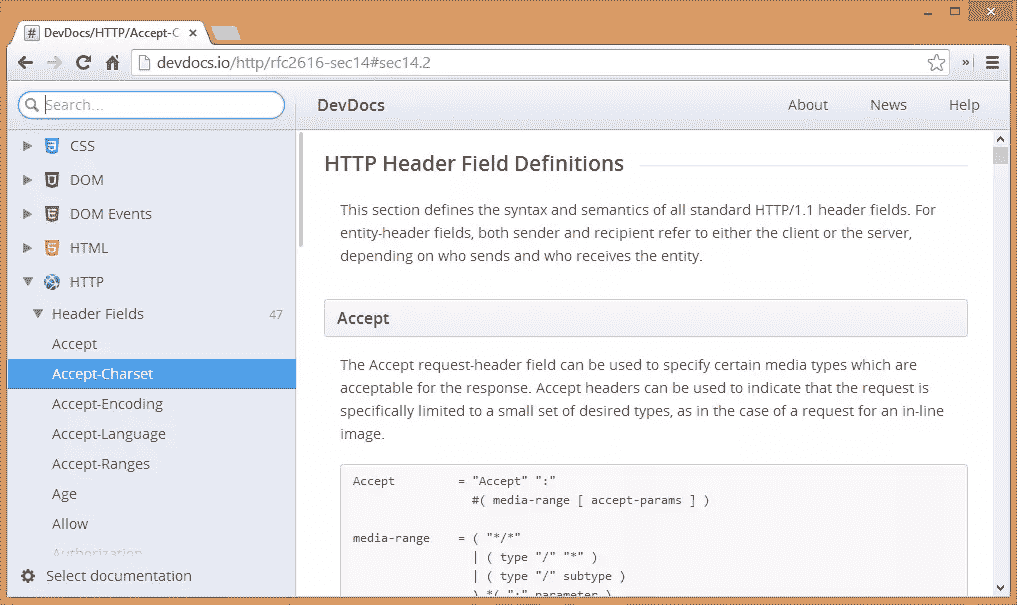 DevDocs/HTTP/Accept-C
devdocs.io/http/rfc2616-sec14#sec14.2
Search...
DevDocs
About
News
Help
CSS
DOM
DOM Events
HTML
HTTP
Header Fields 47
Accept
Accept-Charset
Accept-Encoding
Accept-Language
Accept-Ranges
Age
Allow
Authorization
Select documentation
HTTP Header Field Definitions
This section defines the syntax and semantics of all standard HTTP/1.1 header fields. For
entity-header fields, both sender and recipient refer to either the client or the server,
depending on who sends and who receives the entity.
Accept
The Accept request-header field can be used to specify certain media types which are
acceptable for the response. Accept headers can be used to indicate that the request is
specifically limited to a small set of desired types, as in the case of a request for an in-line
image.
Accept = "Accept" ":"
#( media-range [ accept-params ] )
media-range = ( "*/*"
| ( type "/" "*" )
| ( type "/" subtype )
) *( ";" parameter )